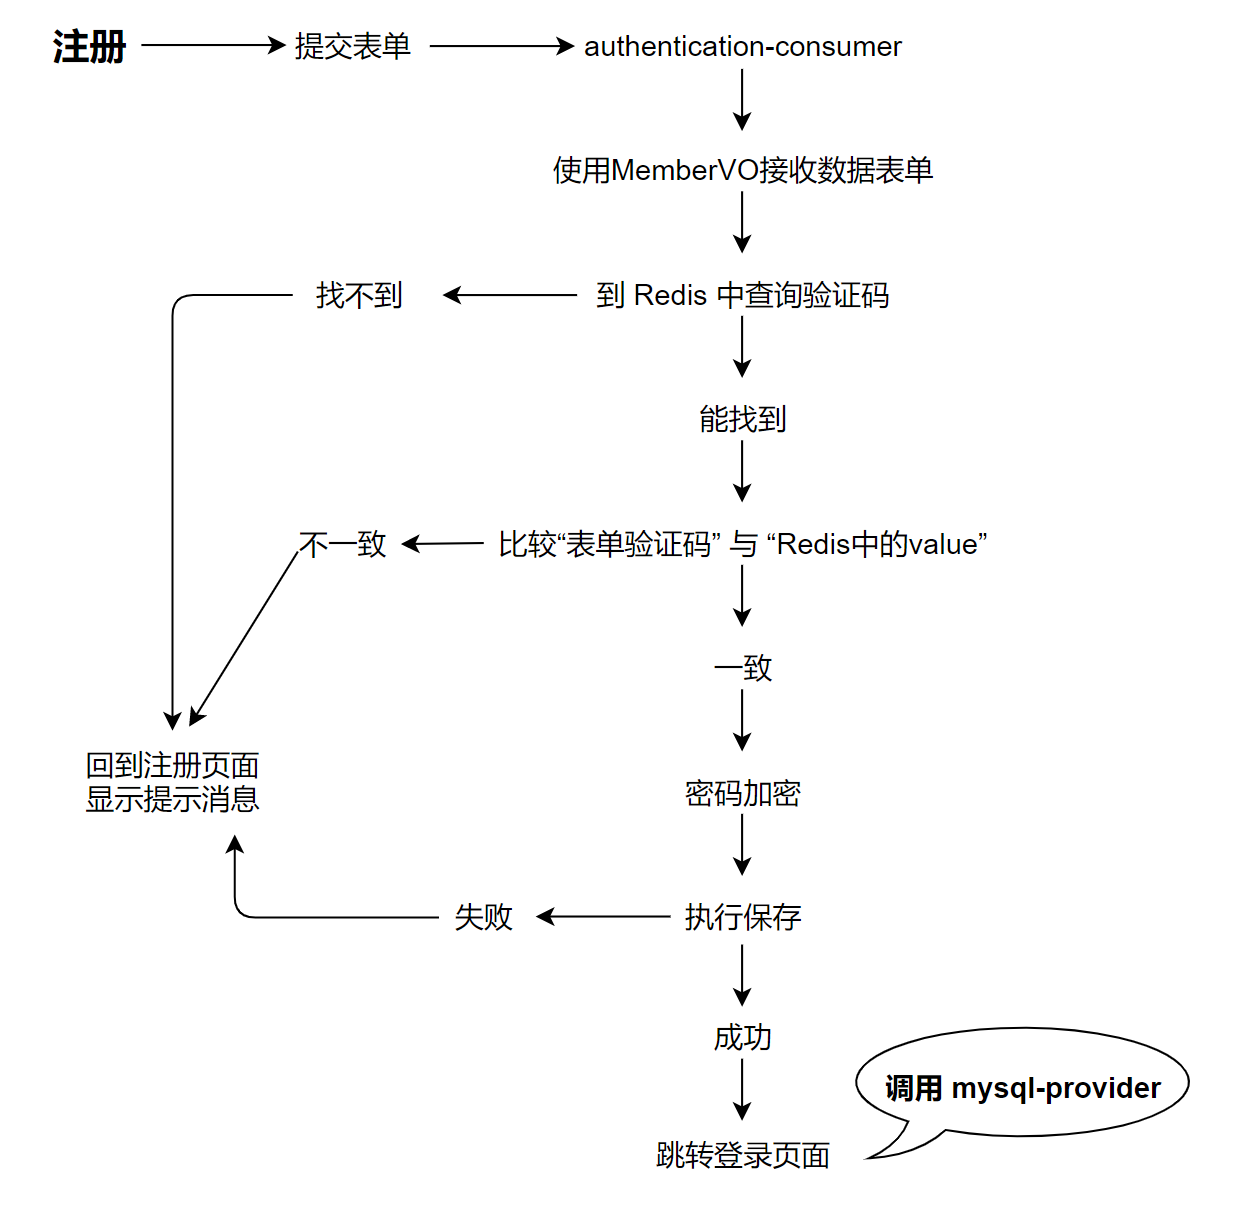 注册
提交表单
authentication-consumer
使用MemberVO接收数据表单
找不到
到 Redis 中查询验证码
能找到
不一致
比较“表单验证码” 与 “Redis中的value”
一致
回到注册页面
显示提示消息
密码加密
失败
执行保存
成功
调用 mysql-provider
跳转登录页面